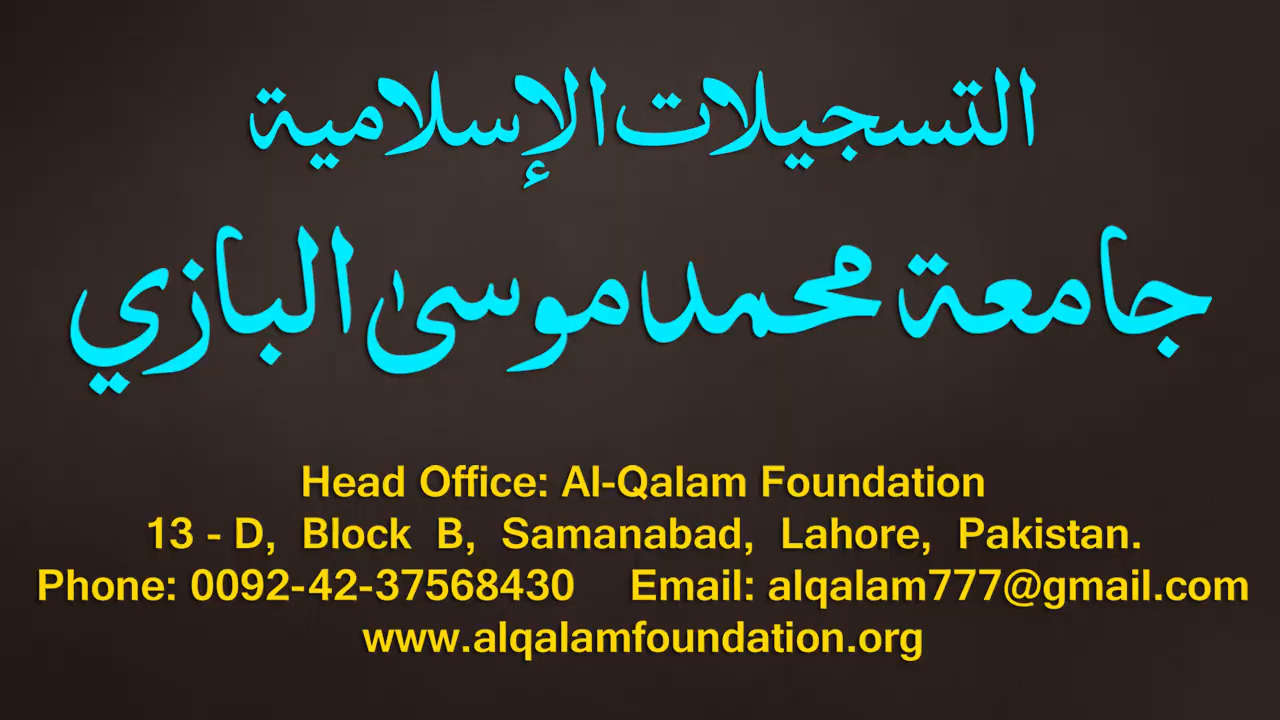 التسجيلات الإسلامية
جامعة محمد موسىٰ البازي
Head Office: Al-Qalam Foundation
13 - D, Block B, Samanabad, Lahore, Pakistan.
Phone: 0092-42-37568430 Email: alqalam777@gmail.com
www.alqalamfoundation.org